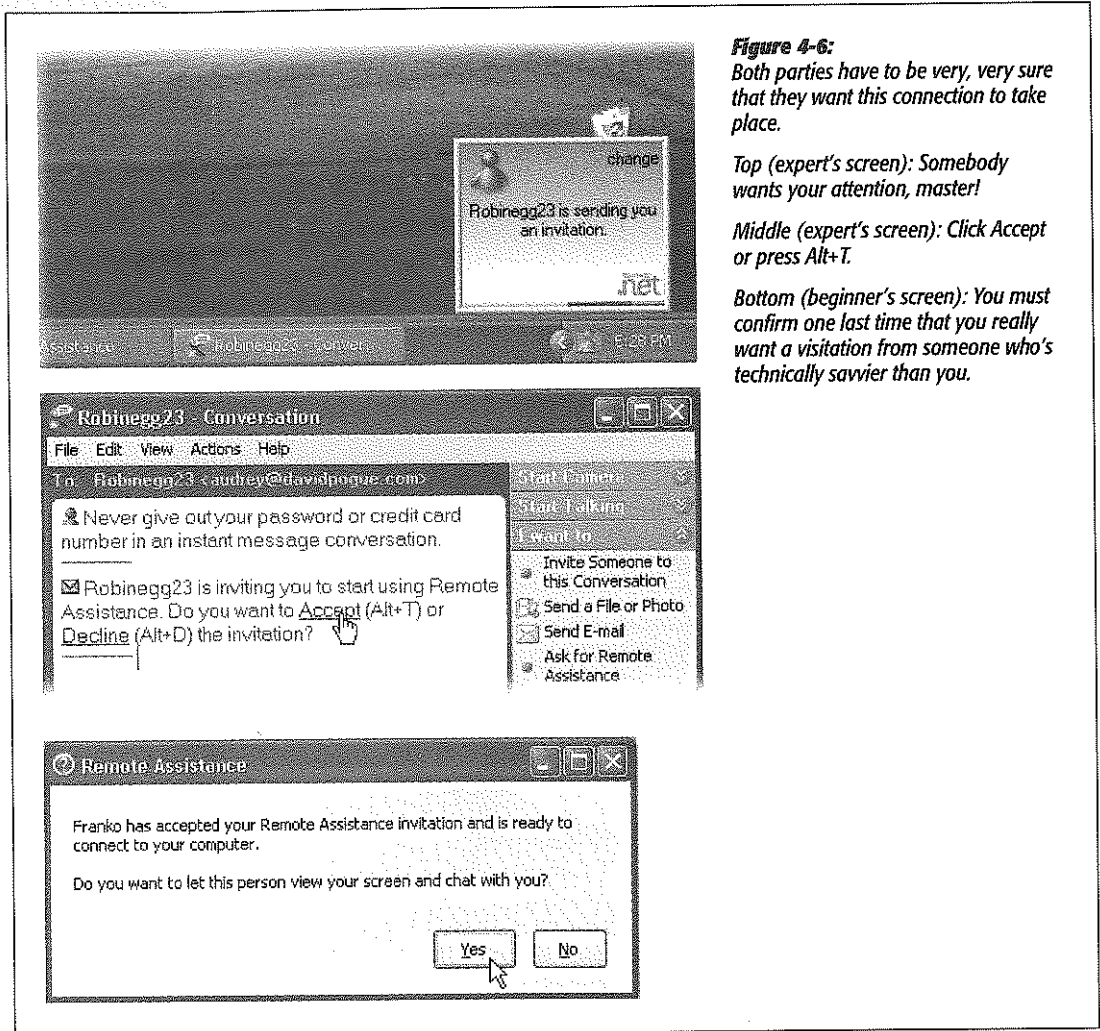 Figure 4-6:
Both parties have to be very, very sure
that they want this connection to take
place.
Top (expert's screen): Somebody
wants your attention, master!
Middle (expert's screen): Click Accept
or press Alt+T.
Bottom (beginner's screen): You must
confirm one last time that you really
want a visitation from someone who's
technically savvier than you.
change
Robinegg23 is sending you
an invitation.
.net
Assistance
Robinegg23 - Conver...
5:28 PM
Robinegg23 - Conversation
File Edit View Actions Help
To: Robinegg23 <audrey@davidpogue.com>
Never give out your password or credit card
number in an instant message conversation.
Robinegg23 is inviting you to start using Remote
Assistance. Do you want to Accept (Alt+T) or
Decline (Alt+D) the invitation?
Start Camera
Start Talking
I want to
Invite Someone to
this Conversation
Send a File or Photo
Send E-mail
Ask for Remote
Assistance
Remote Assistance
Franko has accepted your Remote Assistance invitation and is ready to
connect to your computer.
Do you want to let this person view your screen and chat with you?
Yes
No